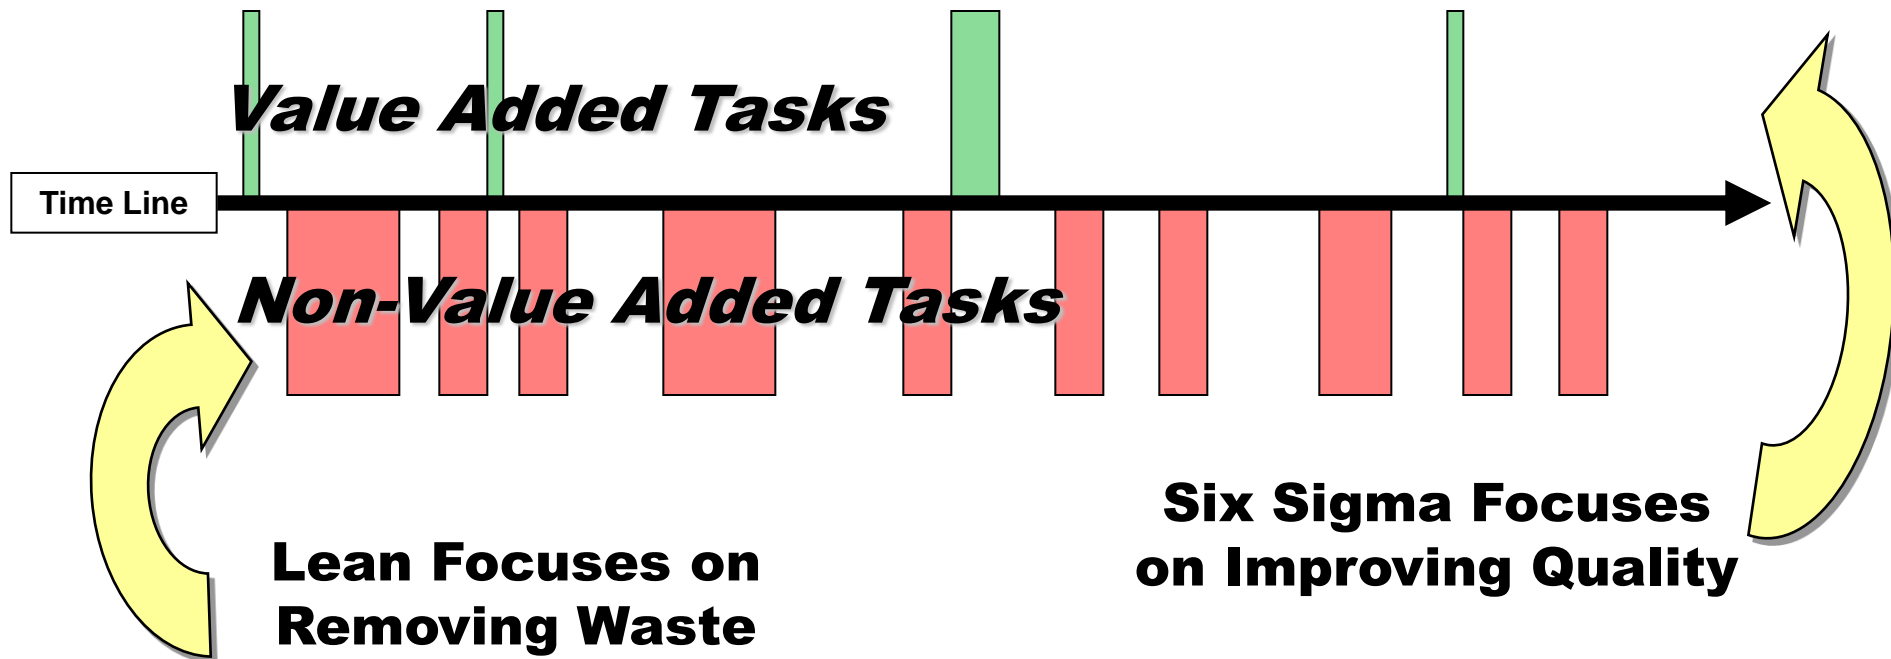 Value Added Tasks
Time Line
Non-Value Added Tasks
Lean Focuses on
Removing Waste
Six Sigma Focuses
on Improving Quality